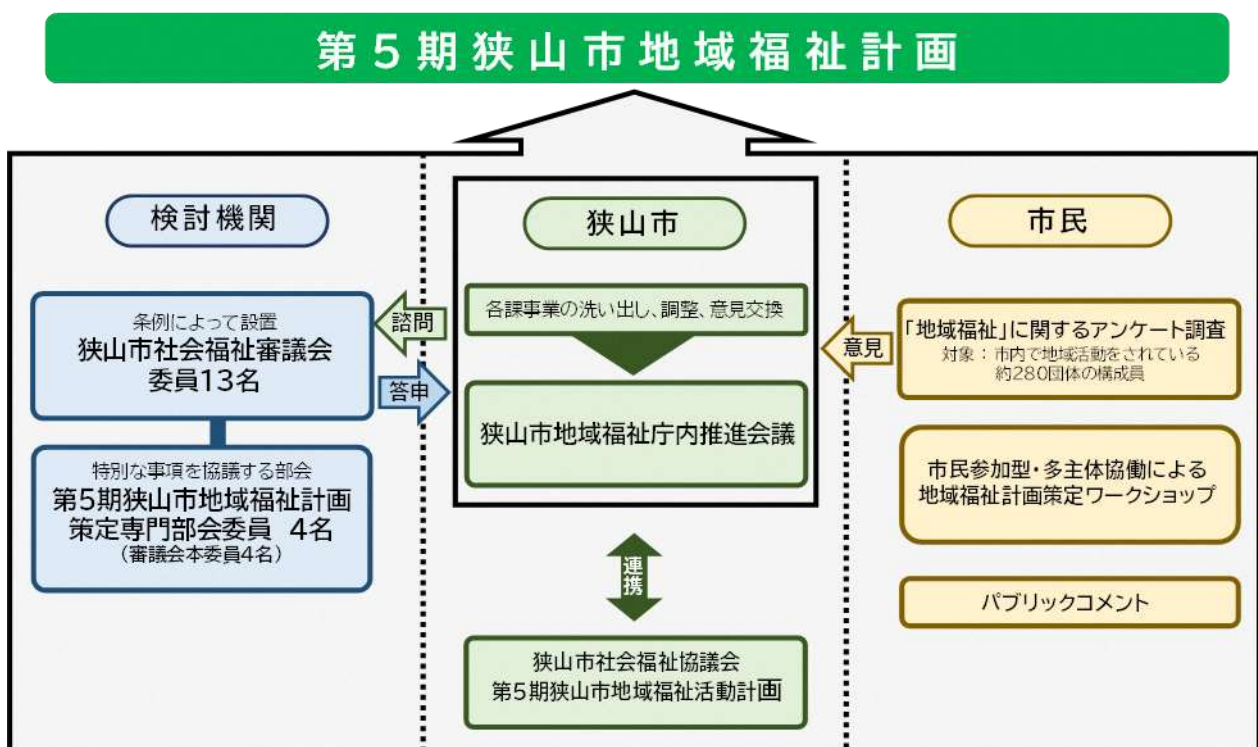 第5期狭山市地域福祉計画
検討機関
条例によって設置
狭山市社会福祉審議会
委員13名
特別な事項を協議する部会
第5期狭山市地域福祉計画
策定専門部会委員 4名
(審議会本委員4名)
諮問
答申
狭山市
各課事業の洗い出し、調整、意見交換
狭山市地域福祉庁内推進会議
連携
狭山市社会福祉協議会
第5期狭山市地域福祉活動計画
意見
市民
「地域福祉」に関するアンケート調査
対象:市内で地域活動をされている
約280団体の構成員
市民参加型・多主体協働による
地域福祉計画策定ワークショップ
パブリックコメント